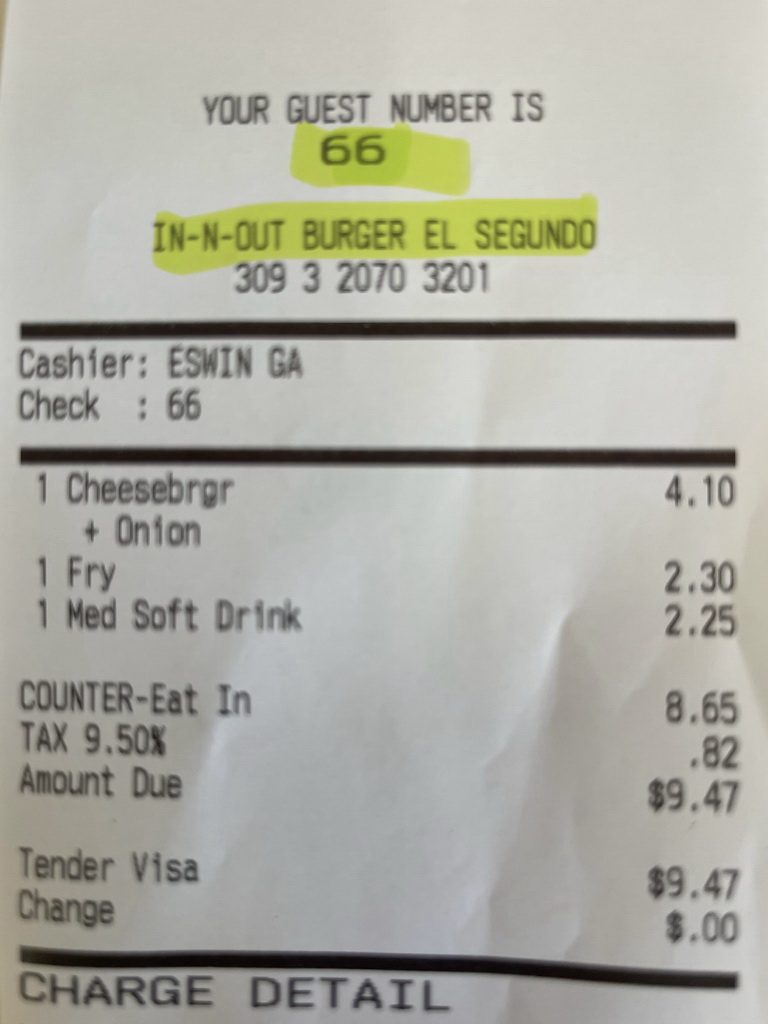 YOUR GUEST NUMBER IS
66
IN-N-OUT BURGER EL SEGUNDO
309 3 2070 3201
Cashier: ESWIN GA
Check : 66
1 Cheesebrgr 4.10
+ Onion
1 Fry 2.30
1 Med Soft Drink 2.25
COUNTER-Eat In 8.65
TAX 9.50% .82
Amount Due $9.47
Tender Visa $9.47
Change $.00
CHARGE DETAIL